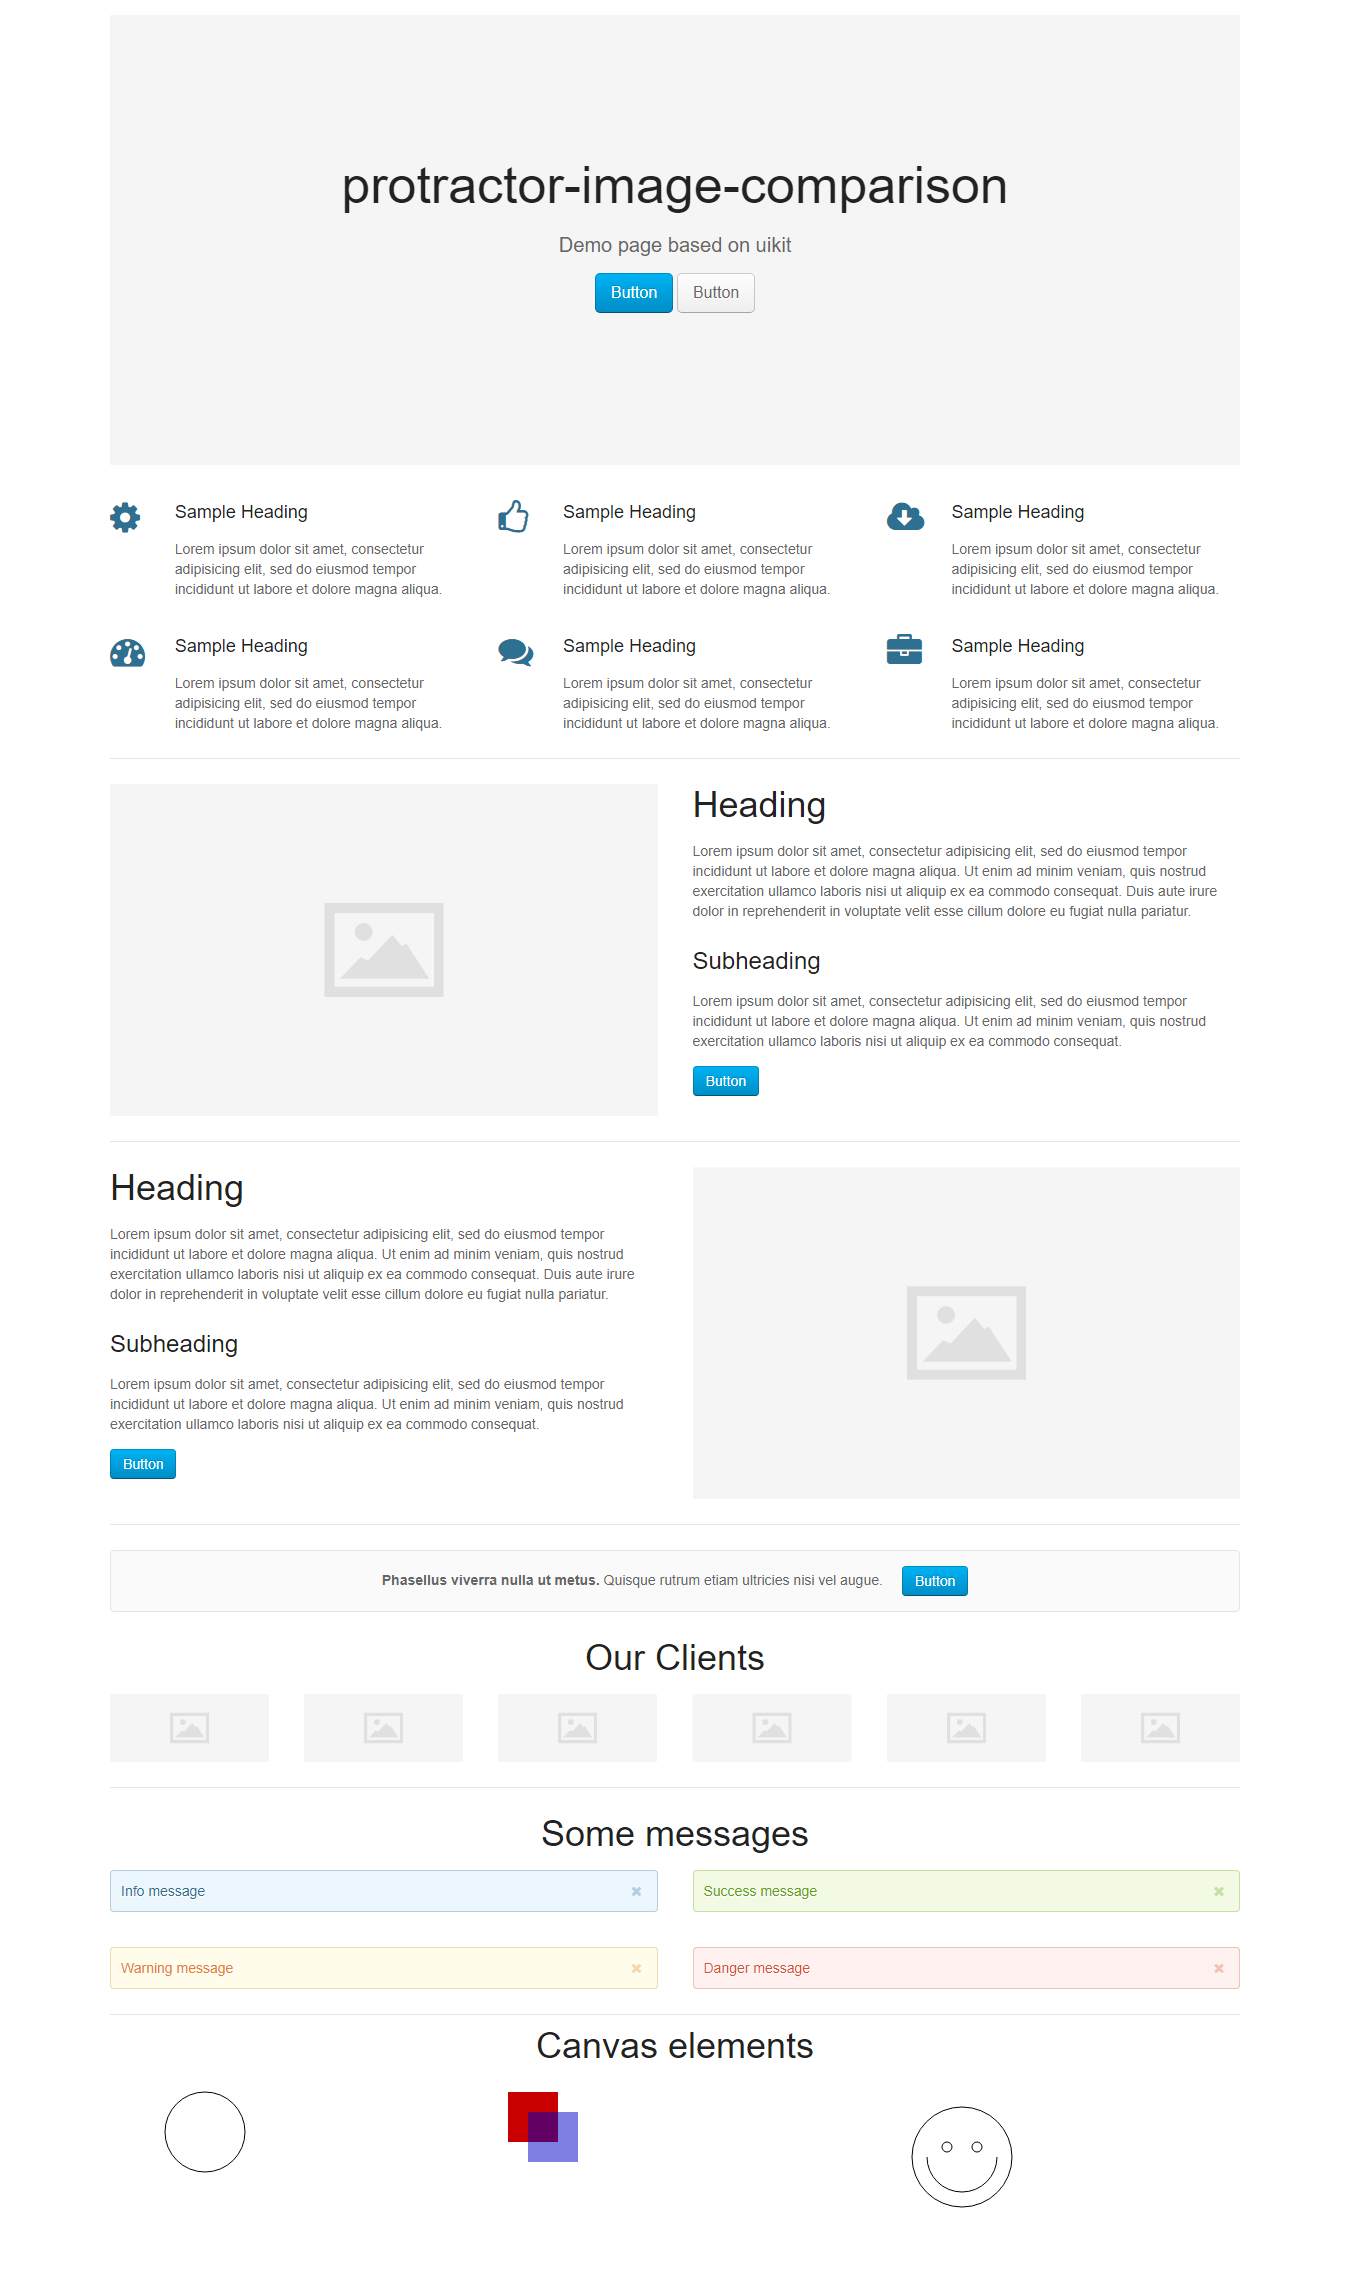 protractor-image-comparison
Demo page based on uikit
Button Button
Sample Heading
Lorem ipsum dolor sit amet, consectetur
adipisicing elit, sed do eiusmod tempor
incididunt ut labore et dolore magna aliqua.
Sample Heading
Lorem ipsum dolor sit amet, consectetur
adipisicing elit, sed do eiusmod tempor
incididunt ut labore et dolore magna aliqua.
Sample Heading
Lorem ipsum dolor sit amet, consectetur
adipisicing elit, sed do eiusmod tempor
incididunt ut labore et dolore magna aliqua.
Sample Heading
Lorem ipsum dolor sit amet, consectetur
adipisicing elit, sed do eiusmod tempor
incididunt ut labore et dolore magna aliqua.
Sample Heading
Lorem ipsum dolor sit amet, consectetur
adipisicing elit, sed do eiusmod tempor
incididunt ut labore et dolore magna aliqua.
Sample Heading
Lorem ipsum dolor sit amet, consectetur
adipisicing elit, sed do eiusmod tempor
incididunt ut labore et dolore magna aliqua.
Heading
Lorem ipsum dolor sit amet, consectetur adipisicing elit, sed do eiusmod tempor
incididunt ut labore et dolore magna aliqua. Ut enim ad minim veniam, quis nostrud
exercitation ullamco laboris nisi ut aliquip ex ea commodo consequat. Duis aute irure
dolor in reprehenderit in voluptate velit esse cillum dolore eu fugiat nulla pariatur.
Subheading
Lorem ipsum dolor sit amet, consectetur adipisicing elit, sed do eiusmod tempor
incididunt ut labore et dolore magna aliqua. Ut enim ad minim veniam, quis nostrud
exercitation ullamco laboris nisi ut aliquip ex ea commodo consequat.
Button
Heading
Lorem ipsum dolor sit amet, consectetur adipisicing elit, sed do eiusmod tempor
incididunt ut labore et dolore magna aliqua. Ut enim ad minim veniam, quis nostrud
exercitation ullamco laboris nisi ut aliquip ex ea commodo consequat. Duis aute irure
dolor in reprehenderit in voluptate velit esse cillum dolore eu fugiat nulla pariatur.
Subheading
Lorem ipsum dolor sit amet, consectetur adipisicing elit, sed do eiusmod tempor
incididunt ut labore et dolore magna aliqua. Ut enim ad minim veniam, quis nostrud
exercitation ullamco laboris nisi ut aliquip ex ea commodo consequat.
Button
Phasellus viverra nulla ut metus. Quisque rutrum etiam ultricies nisi vel augue. Button
Our Clients
Some messages
Info message
Success message
Warning message
Danger message
Canvas elements